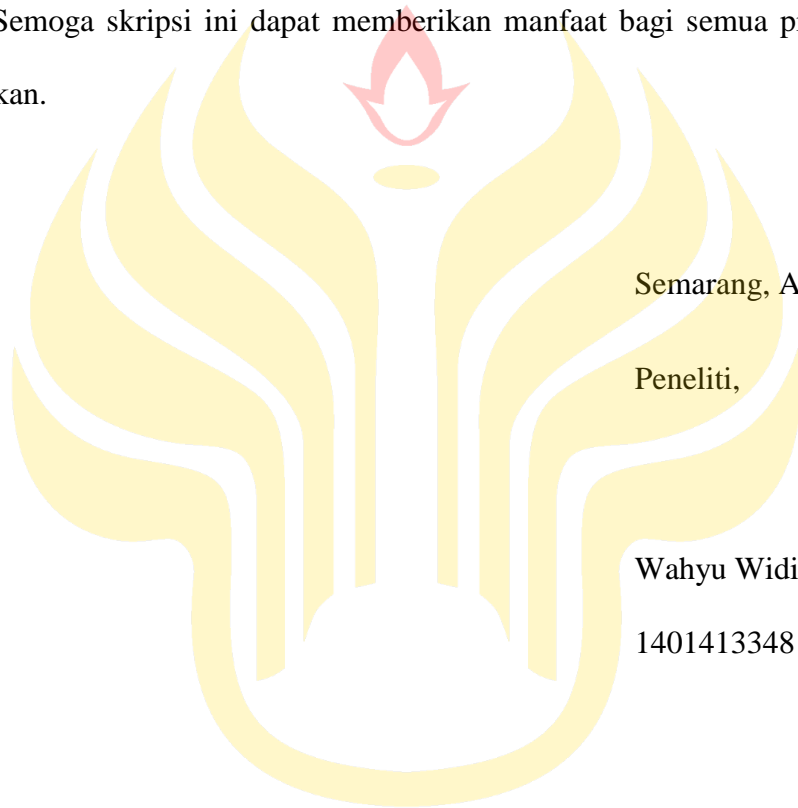 Semoga skripsi ini dapat memberikan manfaat bagi semua
kan.
Semarang,
Peneliti,
Wahyu Widi
1401413348